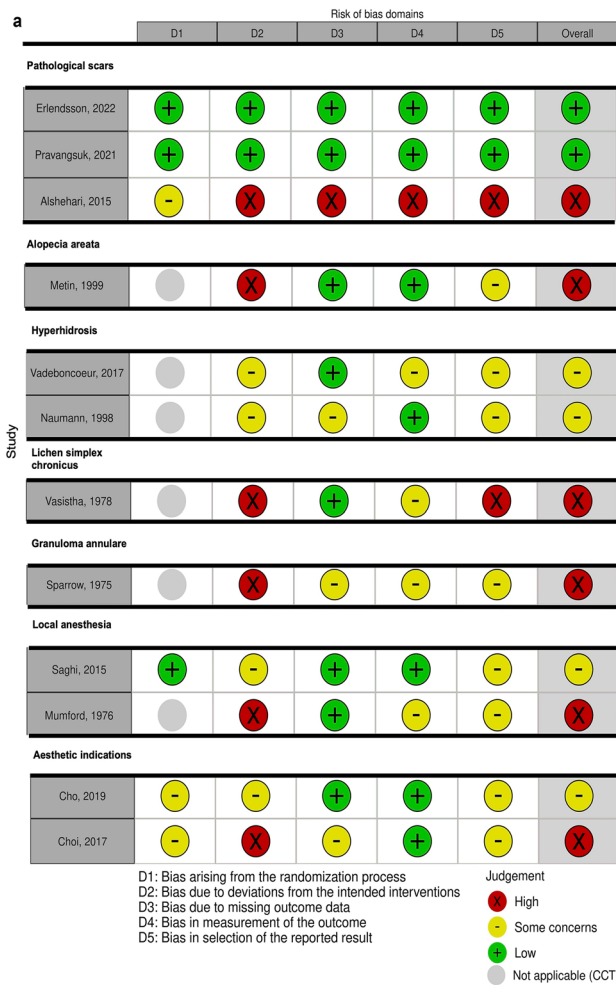 a
Risk of bias domains
D1 D2 D3 D4 D5 Overall
Study
Pathological scars
Erlendsson, 2022 + + + + + +
Pravangsuk, 2021 + + + + + +
Alshehari, 2015 - X X X X X
Alopecia areata
Metin, 1999 X + + - X
Hyperhidrosis
Vadeboncoeur, 2017 - + - - -
Naumann, 1998 - - + - -
Lichen simplex
chronicus
Vasistha, 1978 X + - X X
Granuloma annulare
Sparrow, 1975 X - - - X
Local anesthesia
Saghi, 2015 + - + + - -
Mumford, 1976 X + - - X
Aesthetic indications
Cho, 2019 - - + + - -
Choi, 2017 - X - + - X
D1: Bias arising from the randomization process
D2: Bias due to deviations from the intended interventions
D3: Bias due to missing outcome data
D4: Bias in measurement of the outcome
D5: Bias in selection of the reported result
Judgement
X High
- Some concerns
+ Low
Not applicable (CCT